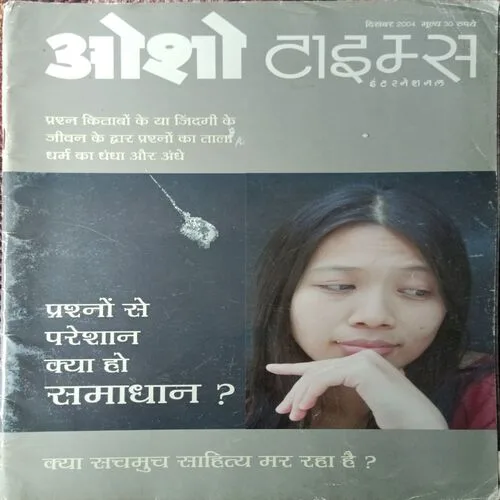 दिसम्बर 2004 मूल्य 30 रुपये
ओशो टाइम्स
इंटरनेशनल
प्रश्न किताबों के या जिंदगी के
जीवन के द्वार प्रश्नों का ताला
धर्म का धंधा और अंधे
प्रश्नों से
परेशान
क्या हो
समाधान ?
क्या सचमुच साहित्य मर रहा है ?